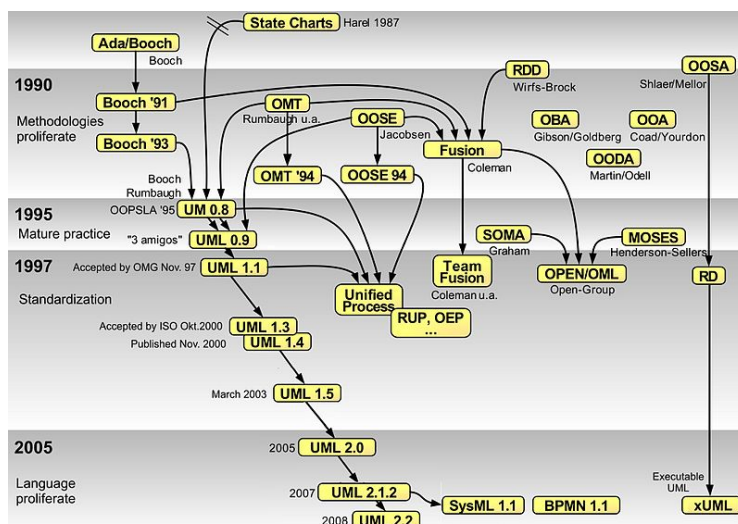 State Charts Harel 1987
Ada/Booch
Booch
RDD
Wirfs-Brock
OOSA
Shlaer/Mellor
1990
Methodologies
proliferate
Booch '91
OMT
Rumbaugh u.a.
OOSE
Jacobsen
OBA
Gibson/Goldberg
OOA
Coad/Yourdon
Booch '93
Fusion
Coleman
OODA
Martin/Odell
OMT '94
OOSE 94
Booch
Rumbaugh
1995
Mature practice
OOPSLA '95 UM 0.8
"3 amigos" UML 0.9
SOMA
Graham
MOSES
Henderson-Sellers
1997
Standardization
Accepted by OMG Nov. 97 UML 1.1
Team
Fusion
Coleman u.a.
OPEN/OML
Open-Group
RD
Unified
Process
RUP, OEP
...
Accepted by ISO Okt.2000 UML 1.3
Published Nov. 2000 UML 1.4
March 2003 UML 1.5
2005
Language
proliferate
2005 UML 2.0
2007 UML 2.1.2
SysML 1.1
BPMN 1.1
Executable
UML
xUML
2008 UML 2.2